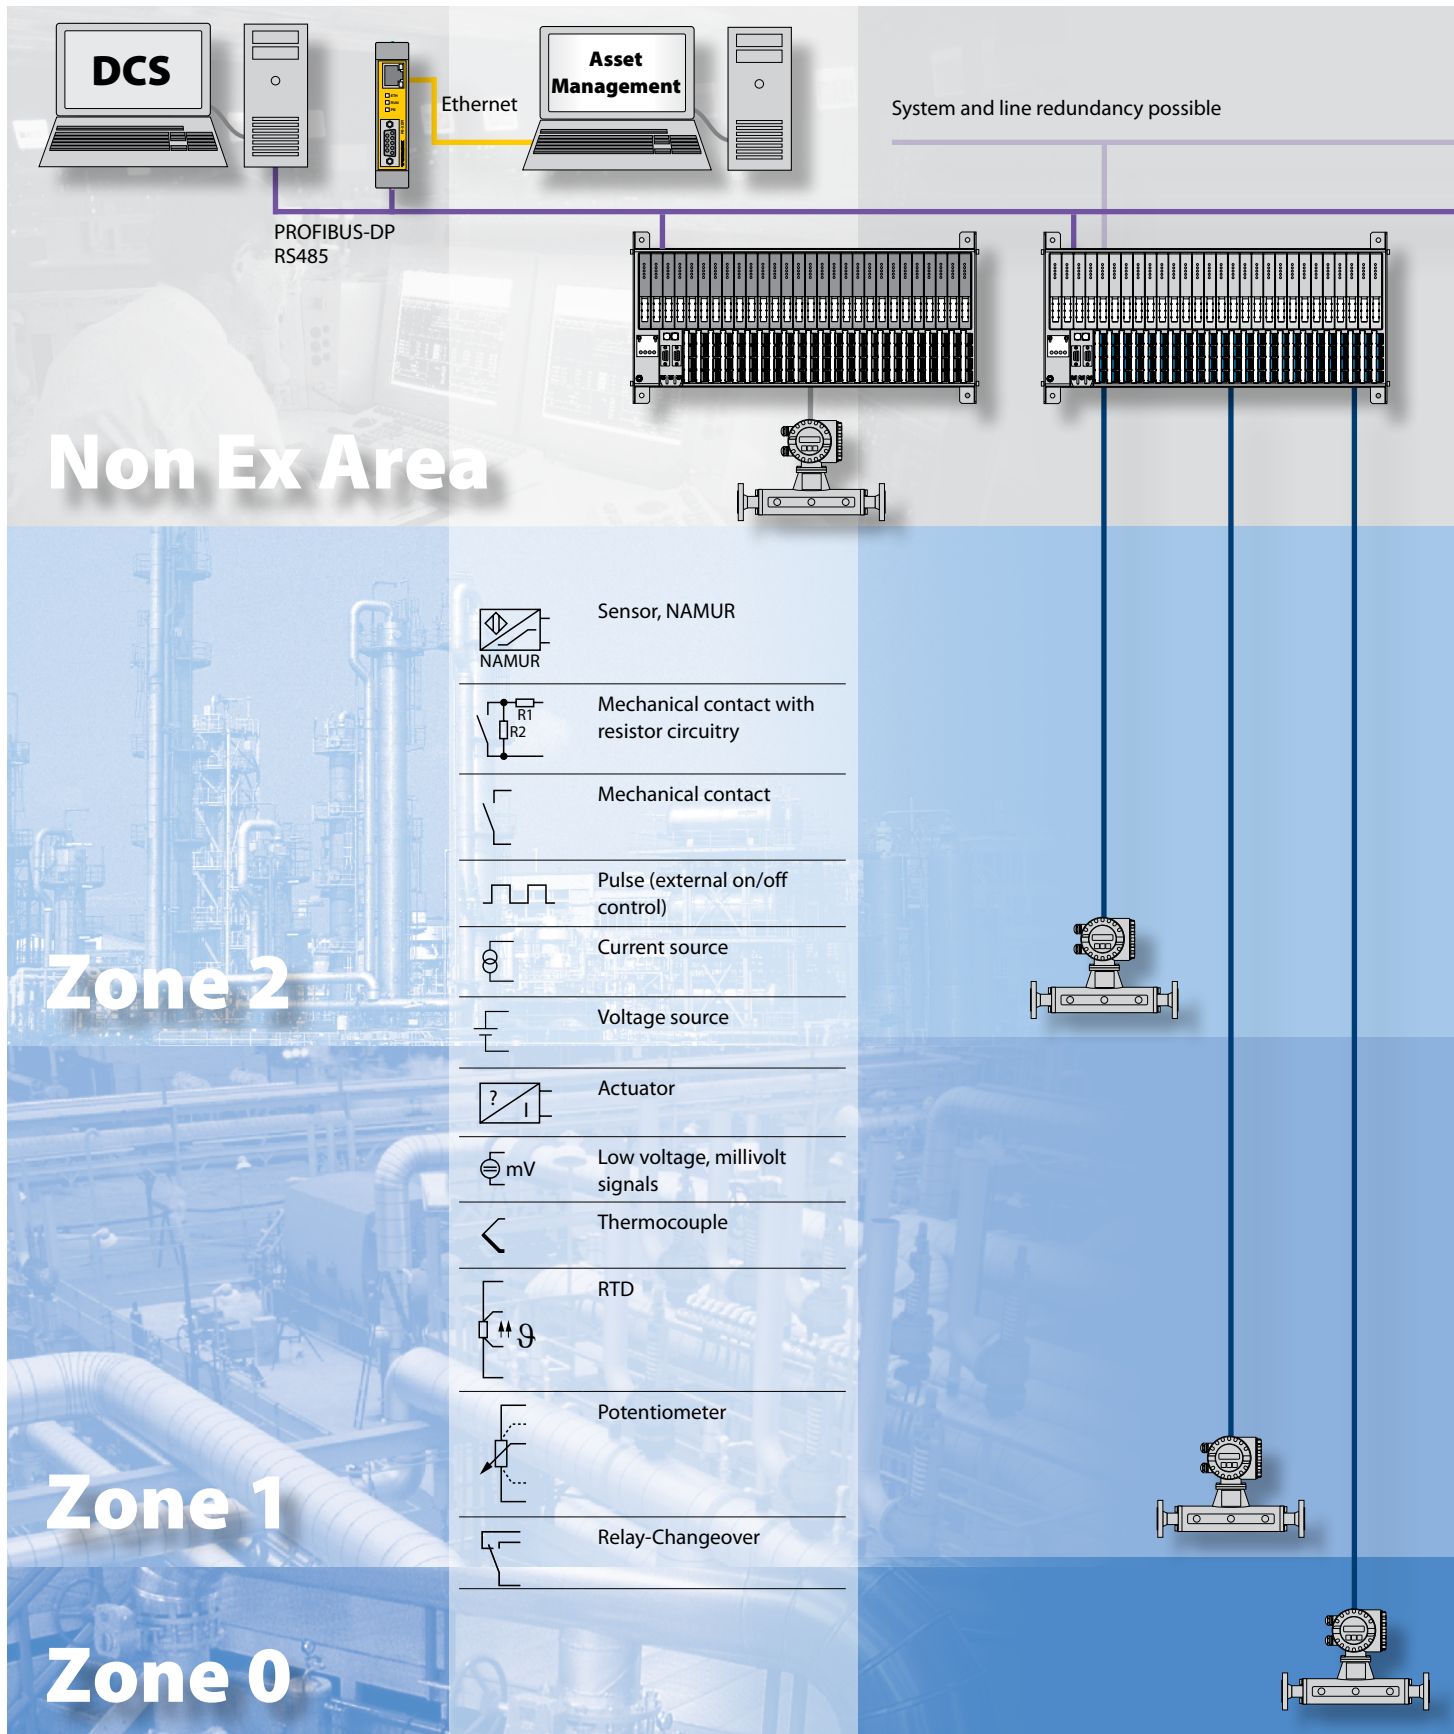 DCS
Asset
Management
Ethernet
System and line redundancy possible
PROFIBUS-DP
RS485
Non Ex Area
Sensor, NAMUR
NAMUR
Mechanical contact with
resistor circuitry
R1
R2
Mechanical contact
Pulse (external on/off
control)
Current source
Zone 2
Voltage source
Actuator
?
I
Low voltage, millivolt
signals
mV
Thermocouple
RTD
ϑ
Potentiometer
Zone 1
Relay-Changeover
Zone 0